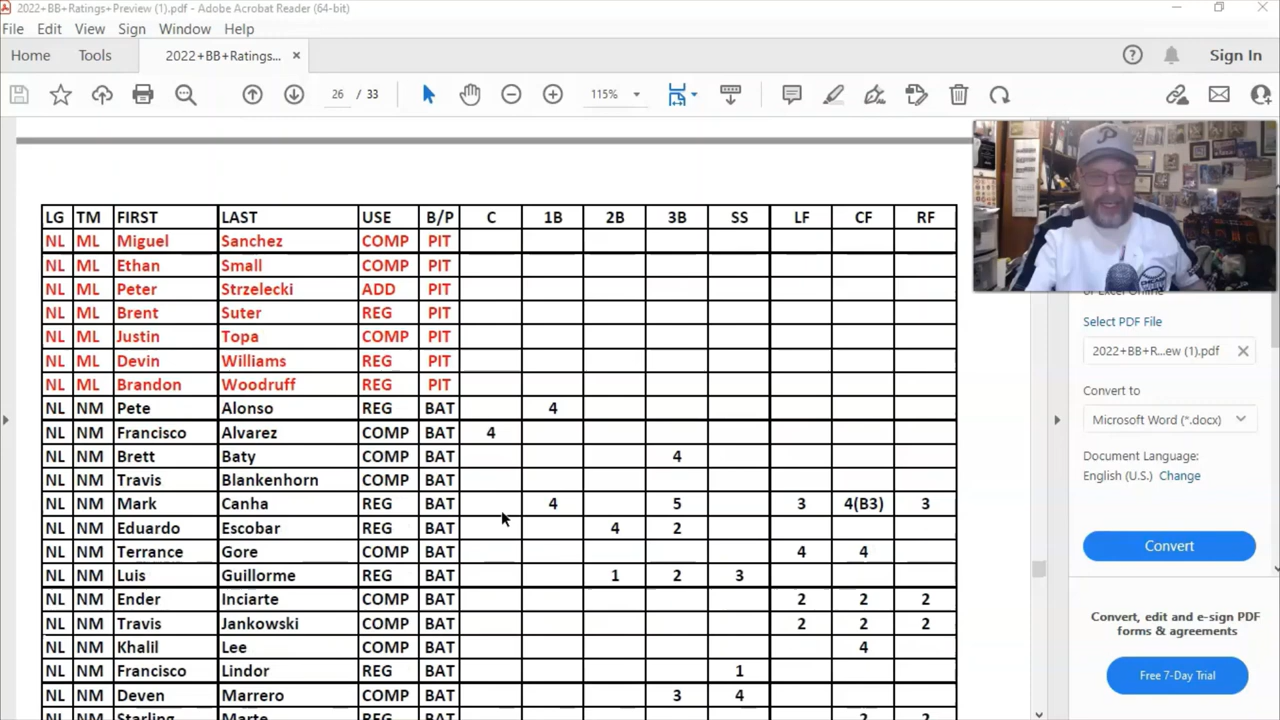 2022+BB+Ratings+Preview (1).pdf - Adobe Acrobat Reader (64-bit)
File Edit View Sign Window Help
Home Tools 2022+BB+Ratings... × Sign In
26 / 33 115%
LG TM FIRST LAST USE B/P C 1B 2B 3B SS LF CF RF
NL ML Miguel Sanchez COMP PIT
NL ML Ethan Small COMP PIT
NL ML Peter Strzelecki ADD PIT
NL ML Brent Suter REG PIT
NL ML Justin Topa COMP PIT
NL ML Devin Williams REG PIT
NL ML Brandon Woodruff REG PIT
NL NM Pete Alonso REG BAT 4
NL NM Francisco Alvarez COMP BAT 4
NL NM Brett Baty COMP BAT 4
NL NM Travis Blankenhorn COMP BAT
NL NM Mark Canha REG BAT 4 5 3 4(B3) 3
NL NM Eduardo Escobar REG BAT 4 2
NL NM Terrance Gore COMP BAT 4 4
NL NM Luis Guillorme REG BAT 1 2 3
NL NM Ender Inciarte COMP BAT 2 2 2
NL NM Travis Jankowski COMP BAT 2 2 2
NL NM Khalil Lee COMP BAT 4
NL NM Francisco Lindor REG BAT 1
NL NM Deven Marrero COMP BAT 3 4
NL NM Starling Marte REG BAT 2 2
or Excel Online
Select PDF File
2022+BB+R...ew (1).pdf
Convert to
Microsoft Word (*.docx)
Document Language:
English (U.S.) Change
Convert
Convert, edit and e-sign PDF
forms & agreements
Free 7-Day Trial